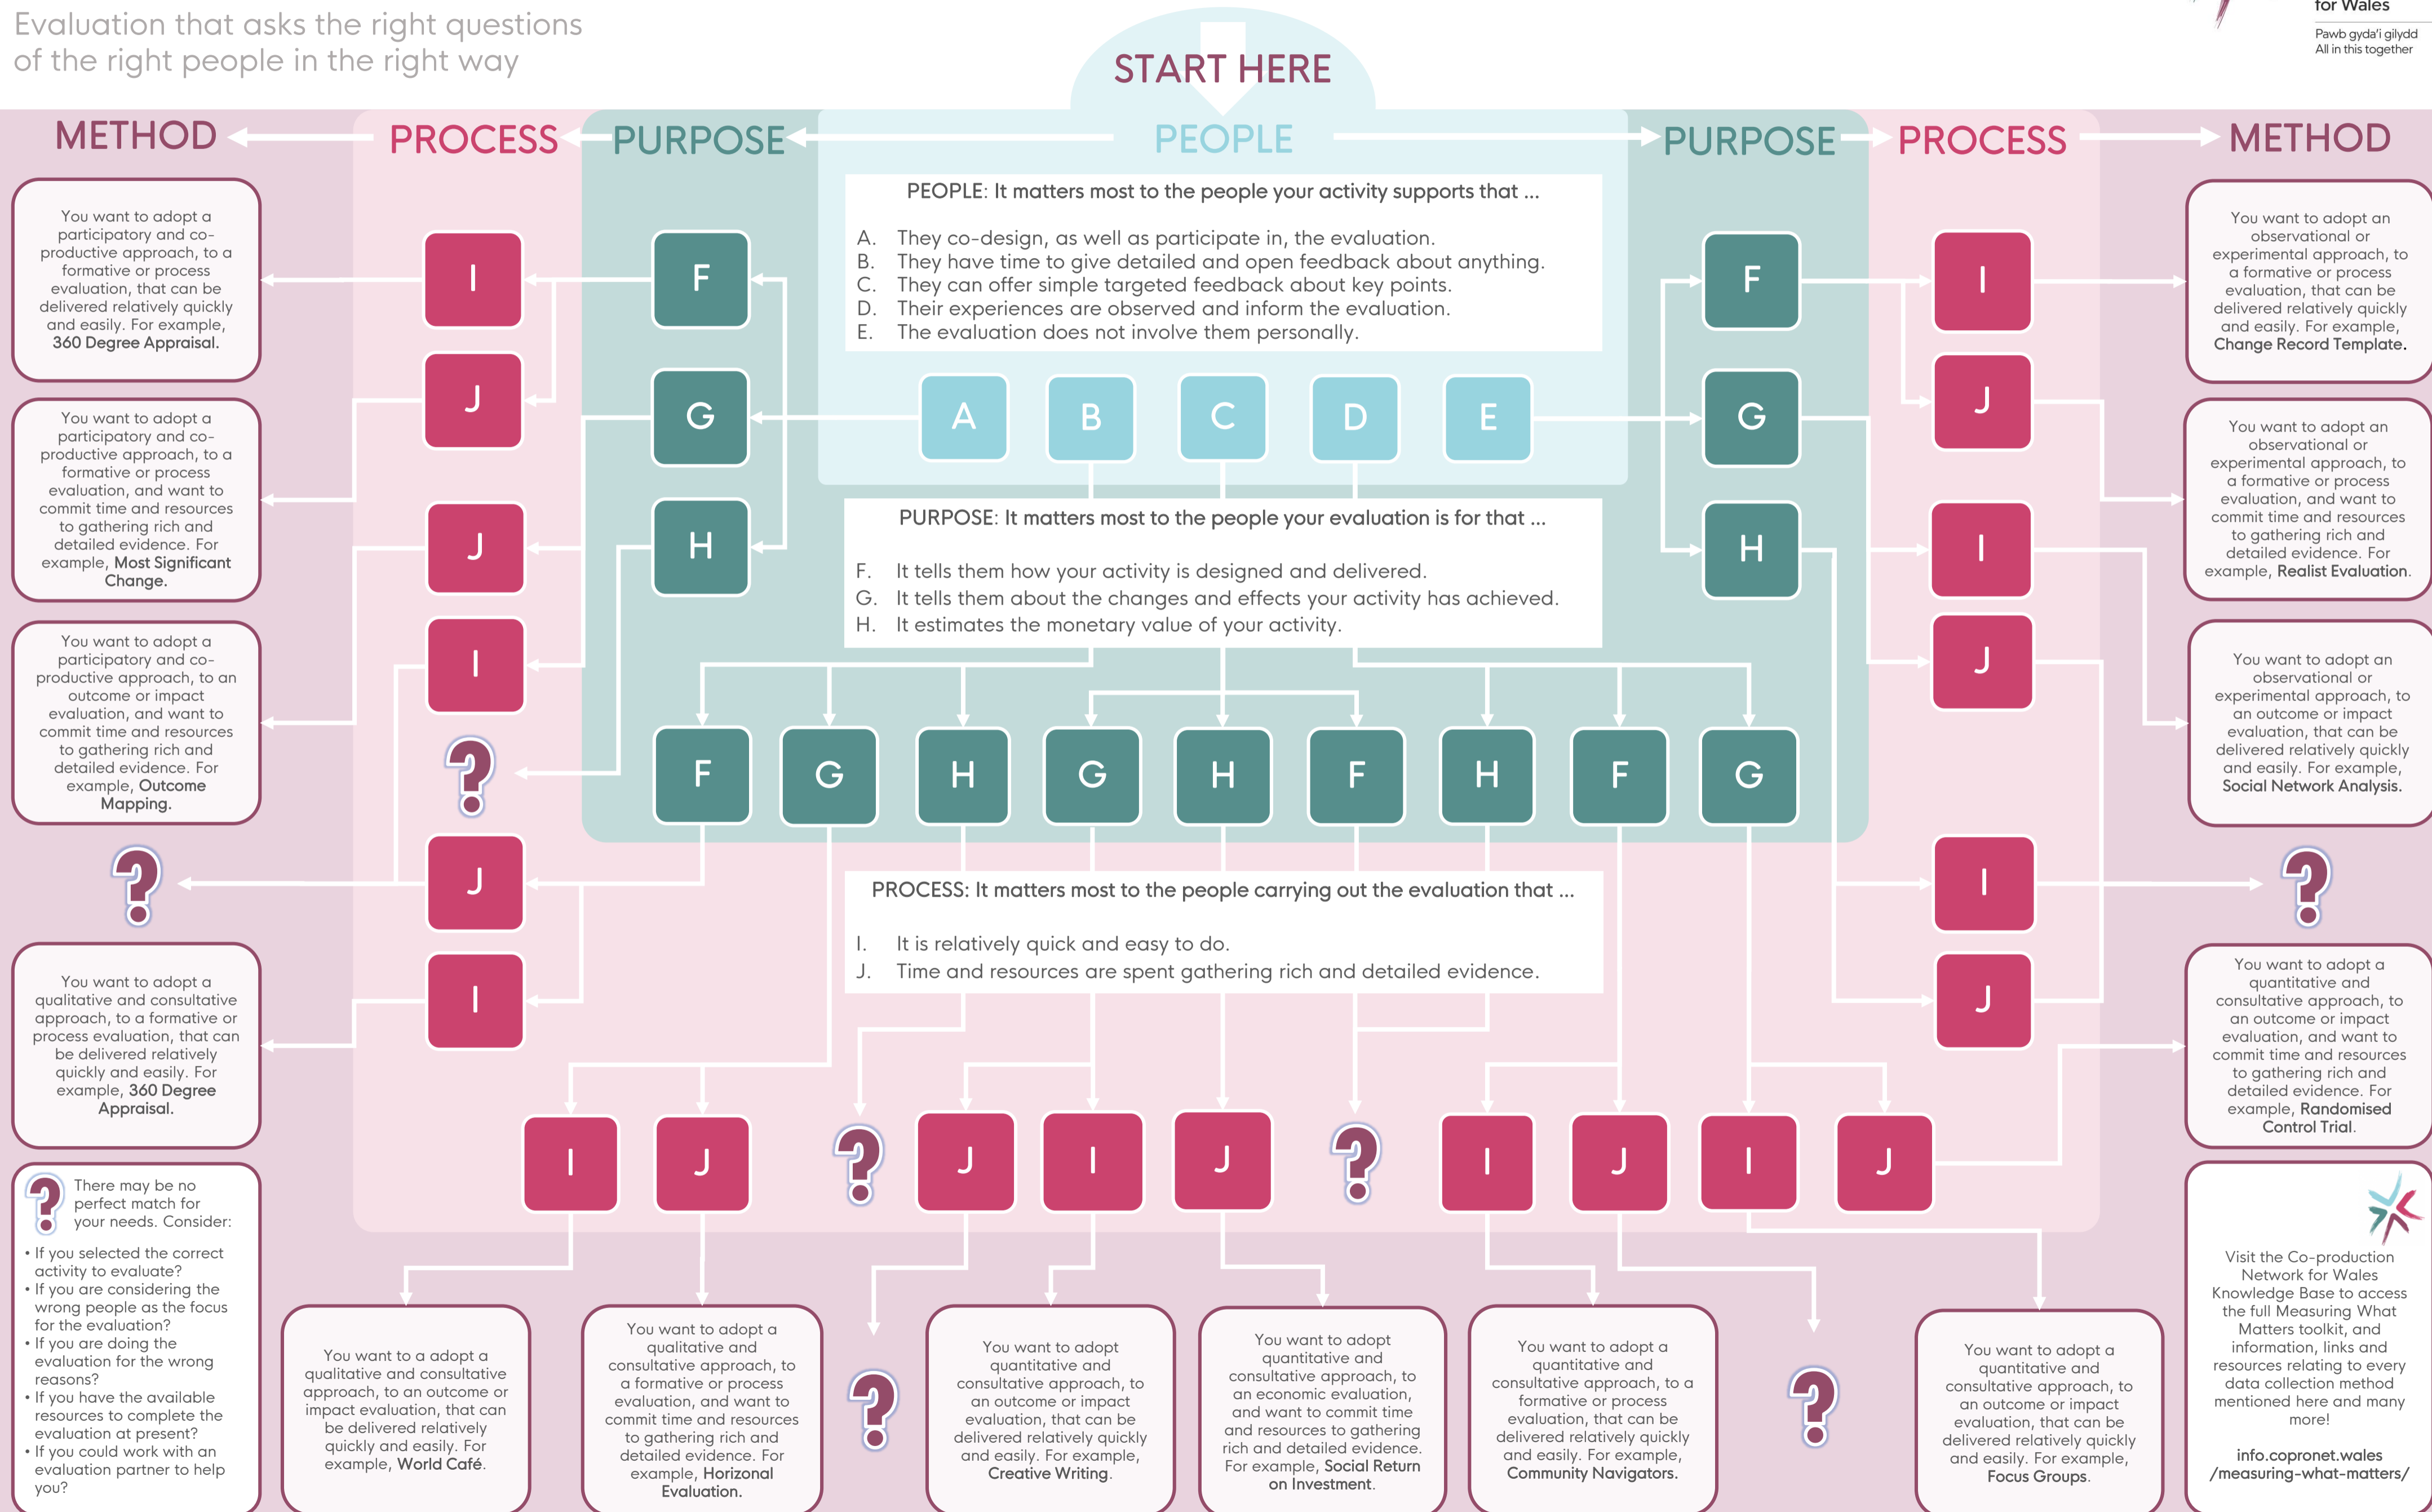 Evaluation that asks the right questions
of the right people in the right way
for Wales
Pawb gyda'i gilydd
All in this together
START HERE
METHOD
PROCESS
PURPOSE
PEOPLE
PURPOSE
PROCESS
METHOD
PEOPLE: It matters most to the people your activity supports that ...
A. They co-design, as well as participate in, the evaluation.
B. They have time to give detailed and open feedback about anything.
C. They can offer simple targeted feedback about key points.
D. Their experiences are observed and inform the evaluation.
E. The evaluation does not involve them personally.
A
B
C
D
E
PURPOSE: It matters most to the people your evaluation is for that ...
F. It tells them how your activity is designed and delivered.
G. It tells them about the changes and effects your activity has achieved.
H. It estimates the monetary value of your activity.
F
G
H
F
G
H
F
G
H
G
H
F
H
F
G
PROCESS: It matters most to the people carrying out the evaluation that ...
I. It is relatively quick and easy to do.
J. Time and resources are spent gathering rich and detailed evidence.
I
J
J
I
?
J
I
I
J
I
J
I
J
I
J
?
J
I
J
?
I
J
I
J
You want to adopt a
participatory and co-
productive approach, to a
formative or process
evaluation, that can be
delivered relatively quickly
and easily. For example,
360 Degree Appraisal.
You want to adopt a
participatory and co-
productive approach, to a
formative or process
evaluation, and want to
commit time and resources
to gathering rich and
detailed evidence. For
example, Most Significant
Change.
You want to adopt a
participatory and co-
productive approach, to an
outcome or impact
evaluation, and want to
commit time and resources
to gathering rich and
detailed evidence. For
example, Outcome
Mapping.
?
You want to adopt a
qualitative and consultative
approach, to a formative or
process evaluation, that can
be delivered relatively
quickly and easily. For
example, 360 Degree
Appraisal.
? There may be no
perfect match for
your needs. Consider:
• If you selected the correct
activity to evaluate?
• If you are considering the
wrong people as the focus
for the evaluation?
• If you are doing the
evaluation for the wrong
reasons?
• If you have the available
resources to complete the
evaluation at present?
• If you could work with an
evaluation partner to help
you?
You want to a adopt a
qualitative and consultative
approach, to an outcome or
impact evaluation, that can
be delivered relatively
quickly and easily. For
example, World Café.
You want to adopt a
qualitative and
consultative approach, to
a formative or process
evaluation, and want to
commit time and resources
to gathering rich and
detailed evidence. For
example, Horizonal
Evaluation.
?
You want to adopt
quantitative and
consultative approach, to
an outcome or impact
evaluation, that can be
delivered relatively quickly
and easily. For example,
Creative Writing.
You want to adopt
quantitative and
consultative approach, to
an economic evaluation,
and want to commit time
and resources to gathering
rich and detailed evidence.
For example, Social Return
on Investment.
You want to adopt a
quantitative and
consultative approach, to a
formative or process
evaluation, that can be
delivered relatively quickly
and easily. For example,
Community Navigators.
?
You want to adopt a
quantitative and
consultative approach, to
an outcome or impact
evaluation, that can be
delivered relatively quickly
and easily. For example,
Focus Groups.
You want to adopt an
observational or
experimental approach, to
a formative or process
evaluation, that can be
delivered relatively quickly
and easily. For example,
Change Record Template.
You want to adopt an
observational or
experimental approach, to
a formative or process
evaluation, and want to
commit time and resources
to gathering rich and
detailed evidence. For
example, Realist Evaluation.
You want to adopt an
observational or
experimental approach, to
an outcome or impact
evaluation, that can be
delivered relatively quickly
and easily. For example,
Social Network Analysis.
?
You want to adopt a
quantitative and
consultative approach, to
an outcome or impact
evaluation, and want to
commit time and resources
to gathering rich and
detailed evidence. For
example, Randomised
Control Trial.
Visit the Co-production
Network for Wales
Knowledge Base to access
the full Measuring What
Matters toolkit, and
information, links and
resources relating to every
data collection method
mentioned here and many
more!
info.copronet.wales
/measuring-what-matters/